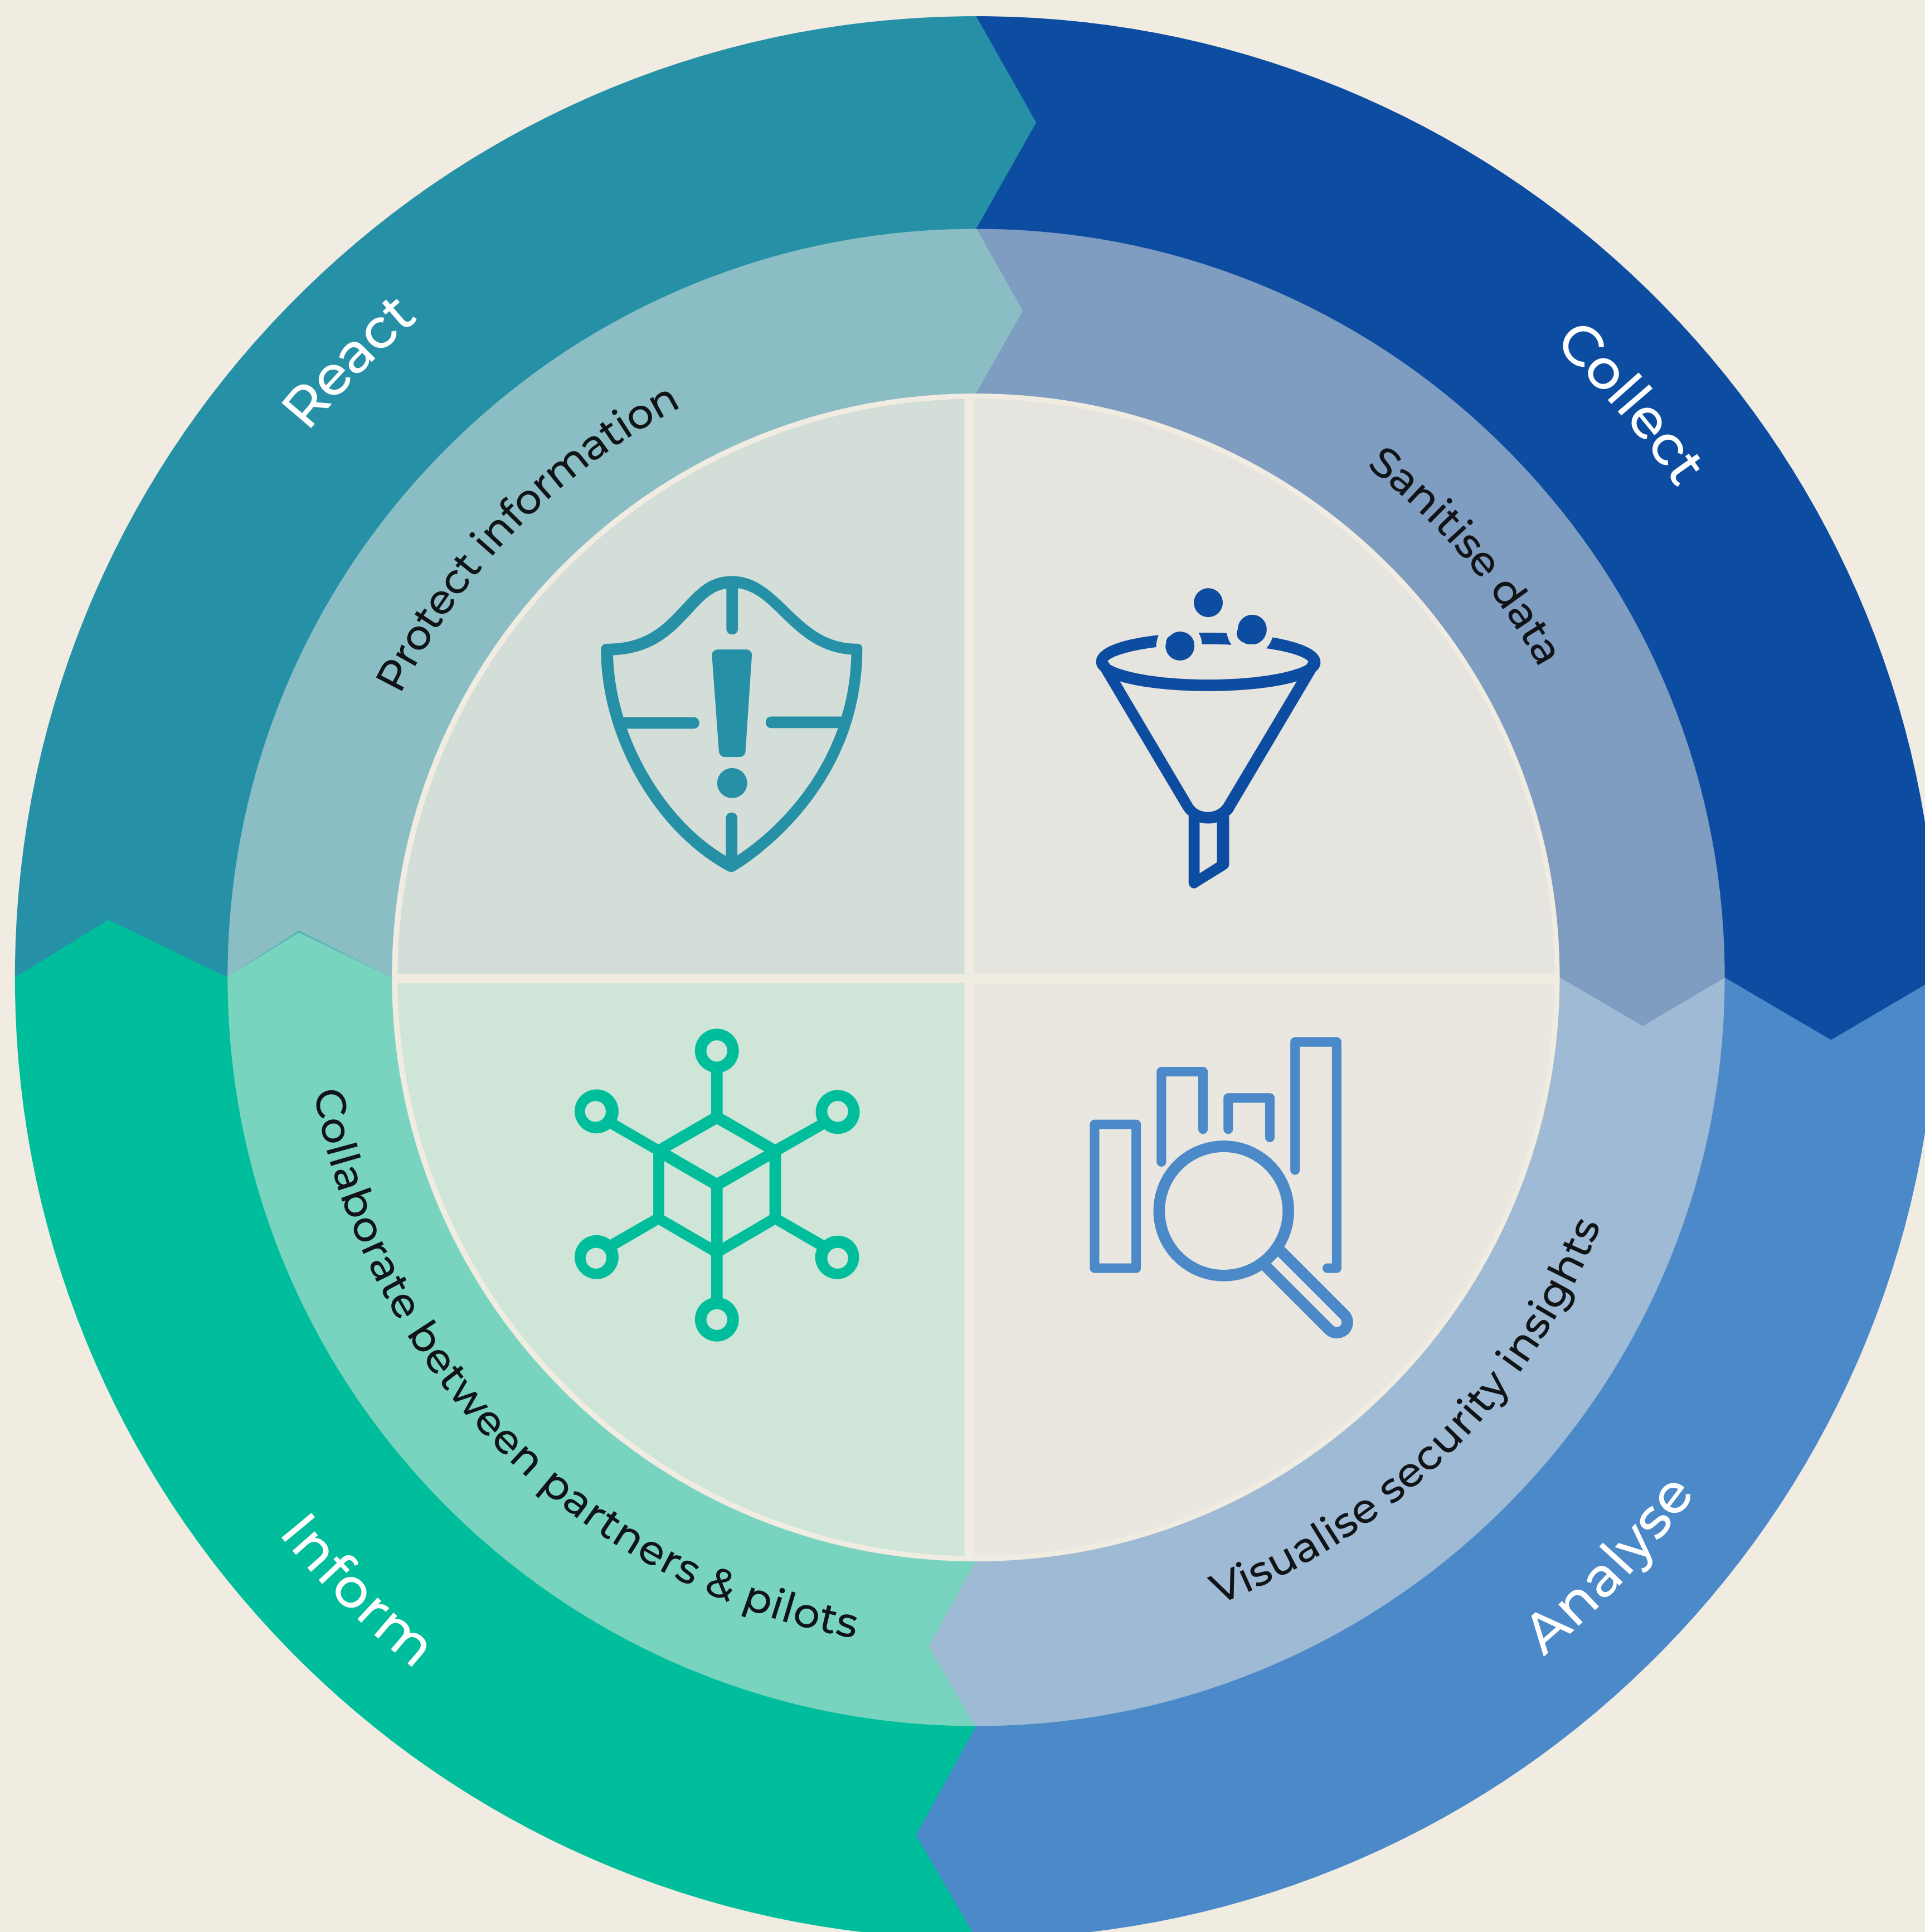 React
Collect
Protect information
Sanitise data
Collaborate between partners & pilots
Visualise security insights
Inform
Analyse